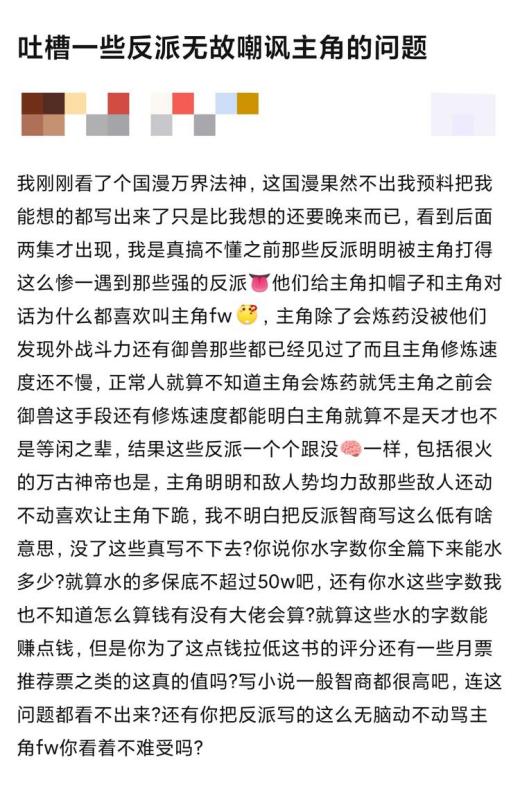 吐槽一些反派无故嘲讽主角的问题
我刚刚看了个国漫万界法神，这国漫果然不出我预料把我
能想的都写出来了只是比我想的还要晚来而已，看到后面
两集才出现，我是真搞不懂之前那些反派明明被主角打得
这么惨一遇到那些强的反派👅他们给主角扣帽子和主角对
话为什么都喜欢叫主角fw🤔，主角除了会炼药没被他们
发现外战斗力还有御兽那些都已经见过了而且主角修炼速
度还不慢，正常人就算不知道主角会炼药就凭主角之前会
御兽这手段还有修炼速度都能明白主角就算不是天才也不
是等闲之辈，结果这些反派一个个跟没🧠一样，包括很火
的万古神帝也是，主角明明和敌人势均力敌那些敌人还动
不动喜欢让主角下跪，我不明白把反派智商写这么低有啥
意思，没了这些真写不下去?你说你水字数你全篇下来能水
多少?就算水的多保底不超过50w吧，还有你水这些字数我
也不知道怎么算钱有没有大佬会算?就算这些水的字数能
赚点钱，但是你为了这点钱拉低这书的评分还有一些月票
推荐票之类的这真的值吗?写小说一般智商都很高吧，连这
问题都看不出来?还有你把反派写的这么无脑动不动骂主
角fw你看着不难受吗?